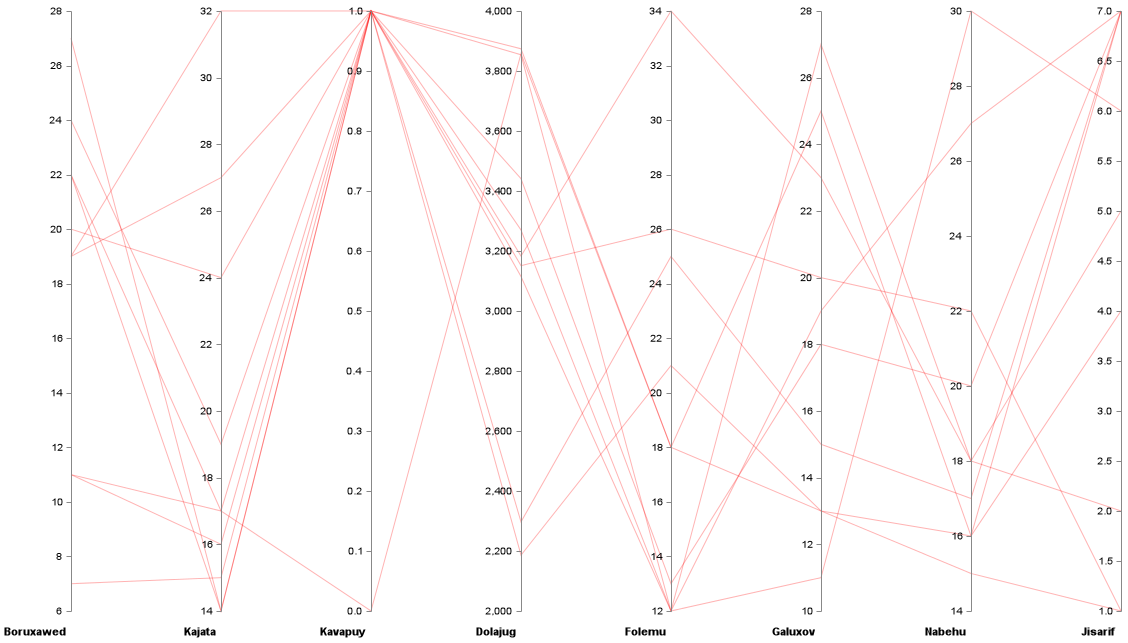 28 32 1.0 4,000 34 28 30 7.0
26 30 0.9 3,800 32 26 28 6.5
24 28 0.8 3,600 30 24 26 6.0
22 26 0.7 3,400 28 22 24 5.5
20 24 0.6 3,200 26 20 22 5.0
18 22 0.5 3,000 24 18 20 4.5
16 20 0.4 2,800 22 16 18 4.0
14 18 0.3 2,600 20 14 16 3.5
12 16 0.2 2,400 18 12 14 3.0
10 14 0.1 2,200 16 10 2.5
8 0.0 2,000 14 2.0
6 12 1.5
1.0
Boruxawed Kajata Kavapuy Dolajug Folemu Galuxov Nabehu Jisarif